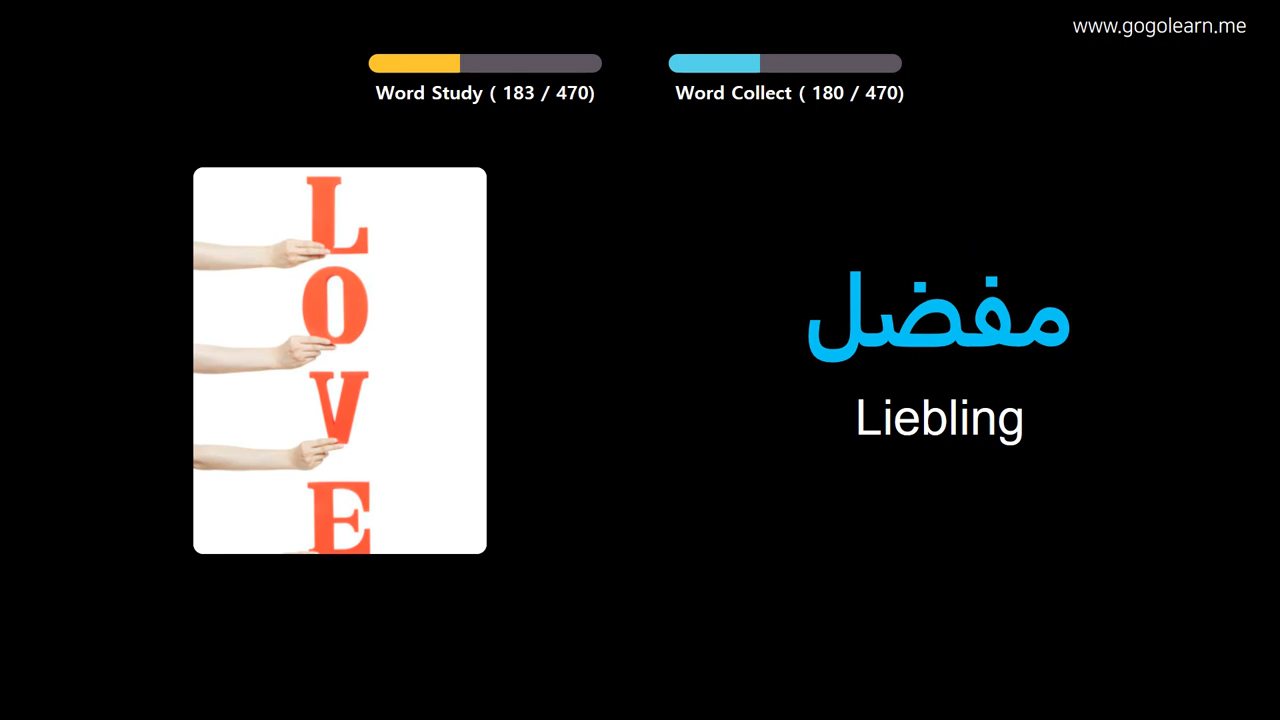 www.gogolearn.me
Word Study ( 183 / 470)
Word Collect ( 180 / 470)
L
O
V
E
مفضل
Liebling